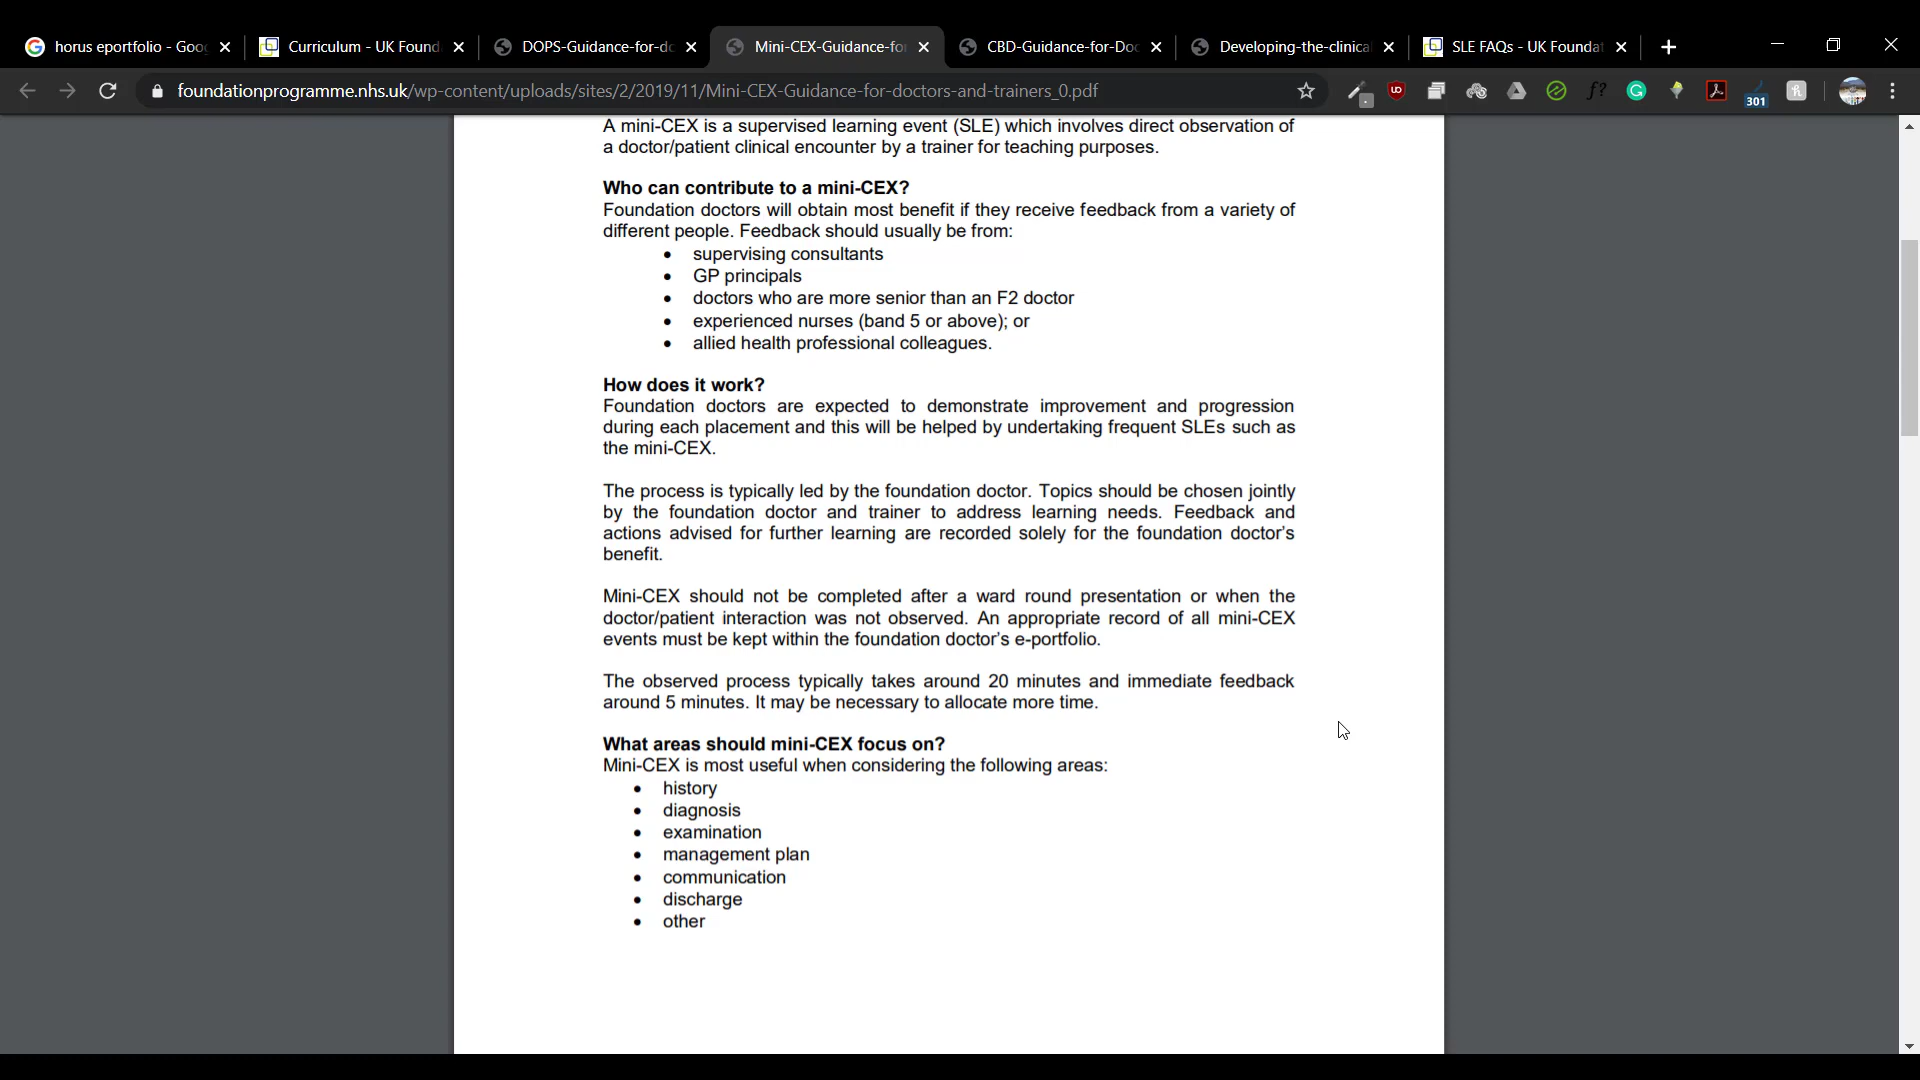 horus eportfolio - Goo
Curriculum - UK Found
DOPS-Guidance-for-do
Mini-CEX-Guidance-fo
CBD-Guidance-for-Doc
Developing-the-clinica
SLE FAQs - UK Foundat
foundationprogramme.nhs.uk/wp-content/uploads/sites/2/2019/11/Mini-CEX-Guidance-for-doctors-and-trainers_0.pdf
f?
301
A mini-CEX is a supervised learning event (SLE) which involves direct observation of
a doctor/patient clinical encounter by a trainer for teaching purposes.
Who can contribute to a mini-CEX?
Foundation doctors will obtain most benefit if they receive feedback from a variety of
different people. Feedback should usually be from:
• supervising consultants
• GP principals
• doctors who are more senior than an F2 doctor
• experienced nurses (band 5 or above); or
• allied health professional colleagues.
How does it work?
Foundation doctors are expected to demonstrate improvement and progression
during each placement and this will be helped by undertaking frequent SLEs such as
the mini-CEX.
The process is typically led by the foundation doctor. Topics should be chosen jointly
by the foundation doctor and trainer to address learning needs. Feedback and
actions advised for further learning are recorded solely for the foundation doctor's
benefit.
Mini-CEX should not be completed after a ward round presentation or when the
doctor/patient interaction was not observed. An appropriate record of all mini-CEX
events must be kept within the foundation doctor's e-portfolio.
The observed process typically takes around 20 minutes and immediate feedback
around 5 minutes. It may be necessary to allocate more time.
What areas should mini-CEX focus on?
Mini-CEX is most useful when considering the following areas:
• history
• diagnosis
• examination
• management plan
• communication
• discharge
• other